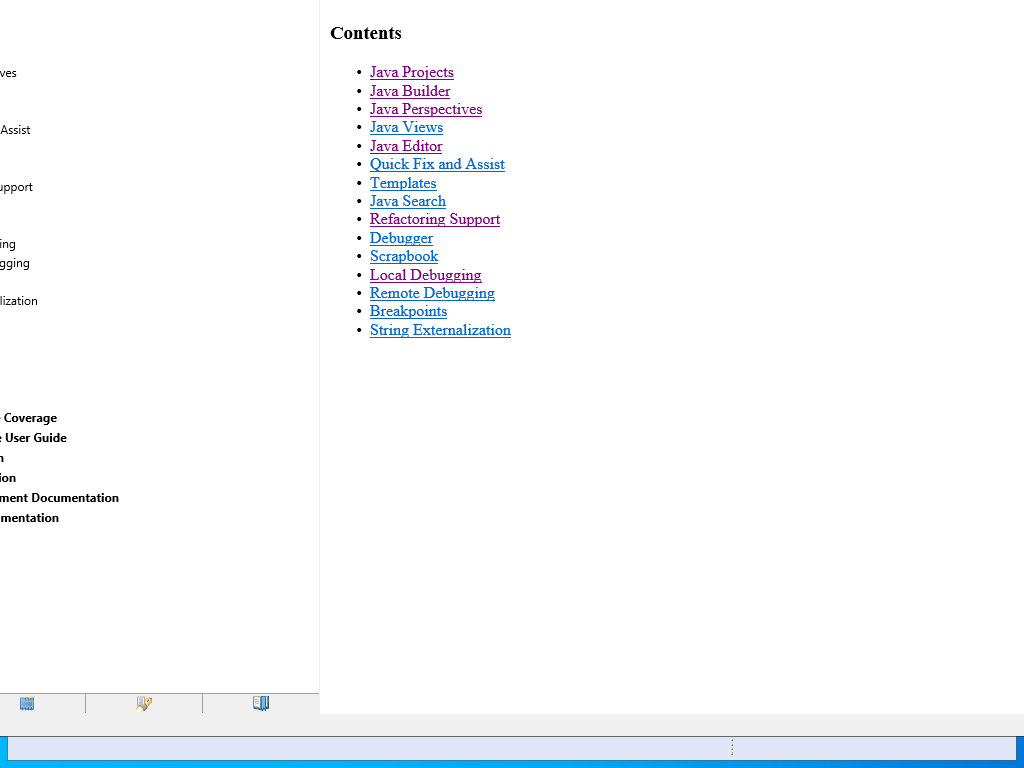 ves
Assist
upport
ing
gging
lization
Coverage
User Guide
ion
ment Documentation
mentation
Contents
• Java Projects
• Java Builder
• Java Perspectives
• Java Views
• Java Editor
• Quick Fix and Assist
• Templates
• Java Search
• Refactoring Support
• Debugger
• Scrapbook
• Local Debugging
• Remote Debugging
• Breakpoints
• String Externalization